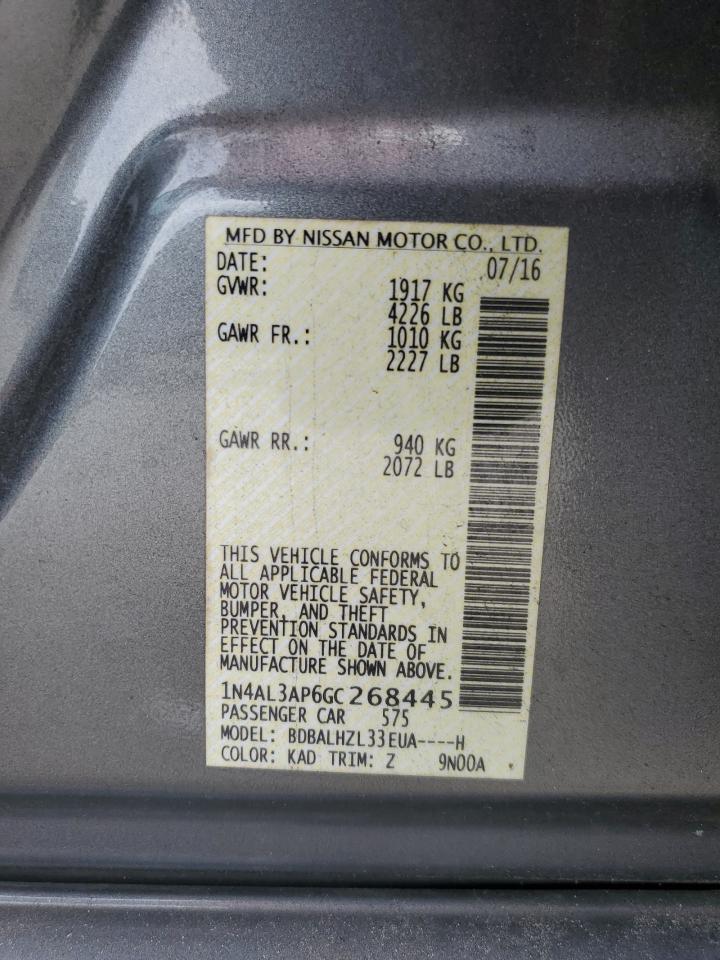 MFD BY NISSAN MOTOR CO., LTD.
DATE: 07/16
GVWR: 1917 KG
4226 LB
GAWR FR.: 1010 KG
2227 LB
GAWR RR.: 940 KG
2072 LB
THIS VEHICLE CONFORMS TO
ALL APPLICABLE FEDERAL
MOTOR VEHICLE SAFETY,
BUMPER, AND THEFT
PREVENTION STANDARDS IN
EFFECT ON THE DATE OF
MANUFACTURE SHOWN ABOVE.
1N4AL3AP6GC268445
PASSENGER CAR 575
MODEL: BDBALHZL33EUA----H
COLOR: KAD TRIM: Z 9N00A